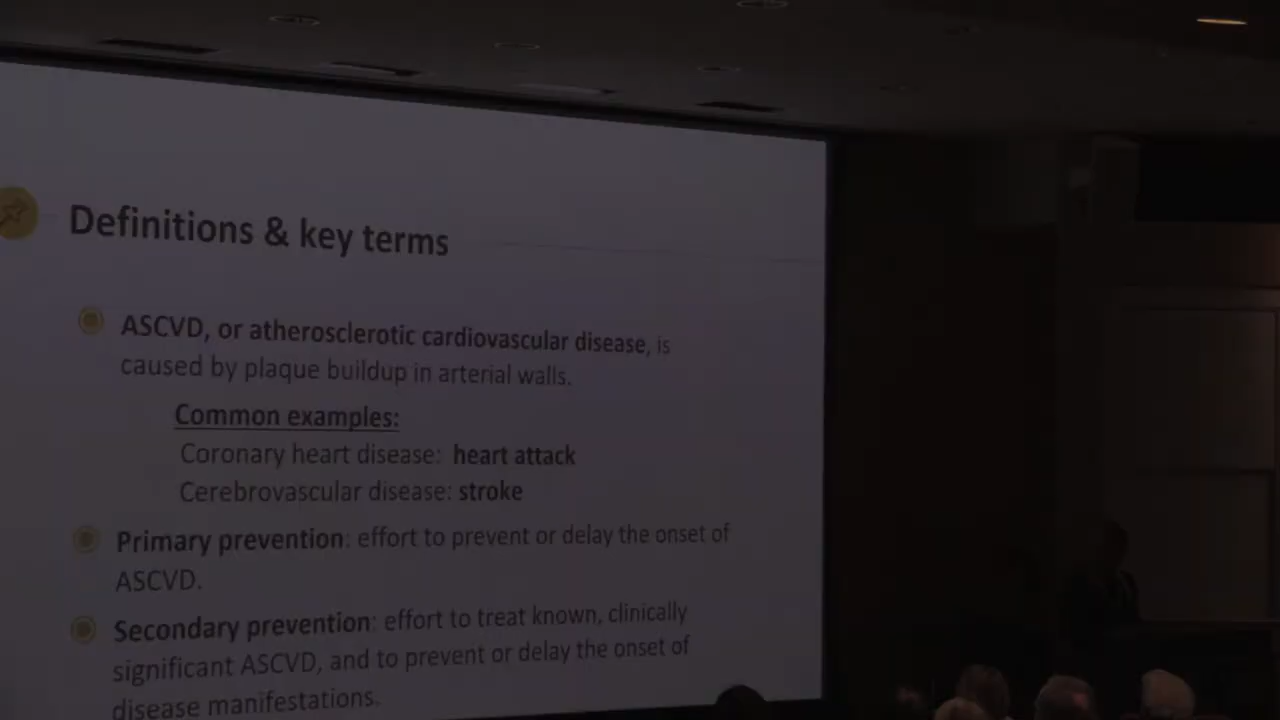 Definitions & key terms
ASCVD, or atherosclerotic cardiovascular disease, is
caused by plaque buildup in arterial walls.
Common examples:
Coronary heart disease: heart attack
Cerebrovascular disease: stroke
Primary prevention: effort to prevent or delay the onset of
ASCVD.
Secondary prevention: effort to treat known, clinically
significant ASCVD, and to prevent or delay the onset of
disease manifestations.